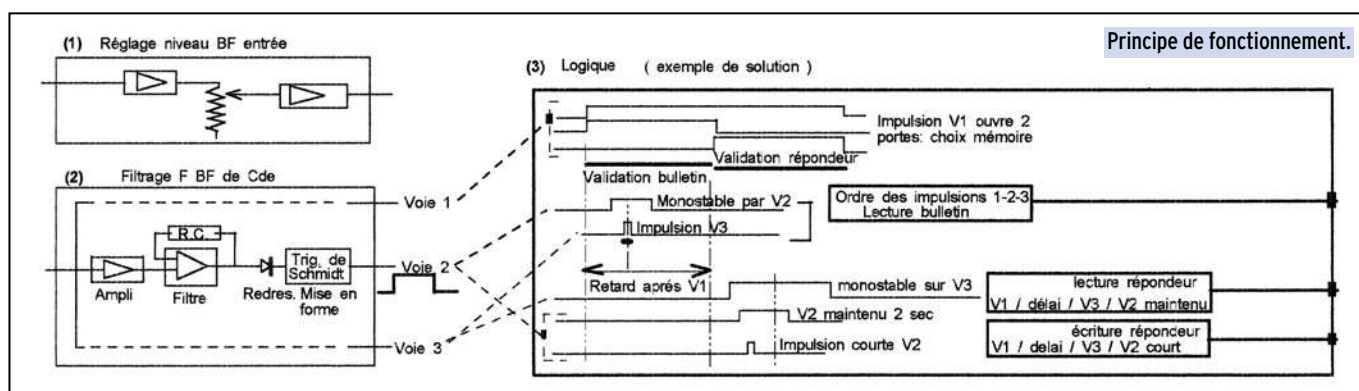 Principe de fonctionnement.
(1) Réglage niveau BF entrée
(2) Filtrage F BF de Cde
Voie 1
R.C.
Ampli
Filtre
Redres.
Trig. de
Schmidt
Mise en
forme
Voie 2
Voie 3
(3) Logique ( exemple de solution )
Impulsion V1 ouvre 2
portes: choix mémoire
Validation répondeur
Validation bulletin
Monostable par V2
Impulsion V3
Ordre des impulsions 1-2-3
Lecture bulletin
Retard aprés V1
monostable sur V3
lecture répondeur
V1 / délai / V3 / V2 maintenu
V2 maintenu 2 sec
écriture répondeur
V1 / delai / V3 / V2 court
Impulsion courte V2